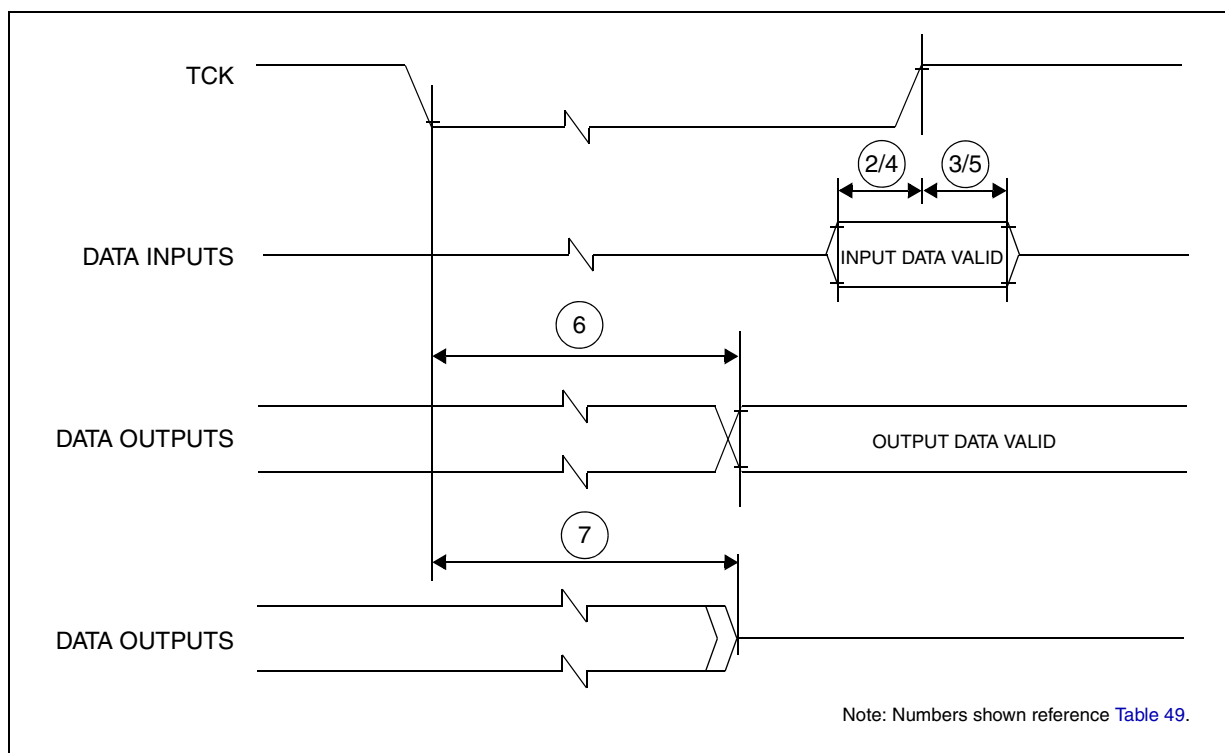 TCK
2/4
3/5
DATA INPUTS
INPUT DATA VALID
6
DATA OUTPUTS
OUTPUT DATA VALID
7
DATA OUTPUTS
Note: Numbers shown reference Table 49.